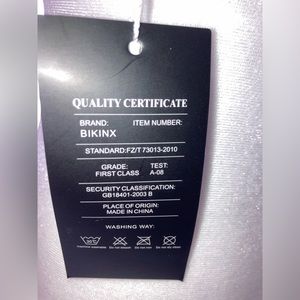 QUALITY CERTIFICATE
BRAND: ITEM NUMBER:
BIKINX
STANDARD:FZ/T 73013-2010
GRADE: TEST:
FIRST CLASS A-08
SECURITY CLASSIFICATION:
GB18401-2003 B
PLACE OF ORIGIN:
MADE IN CHINA
WASHING WAY: